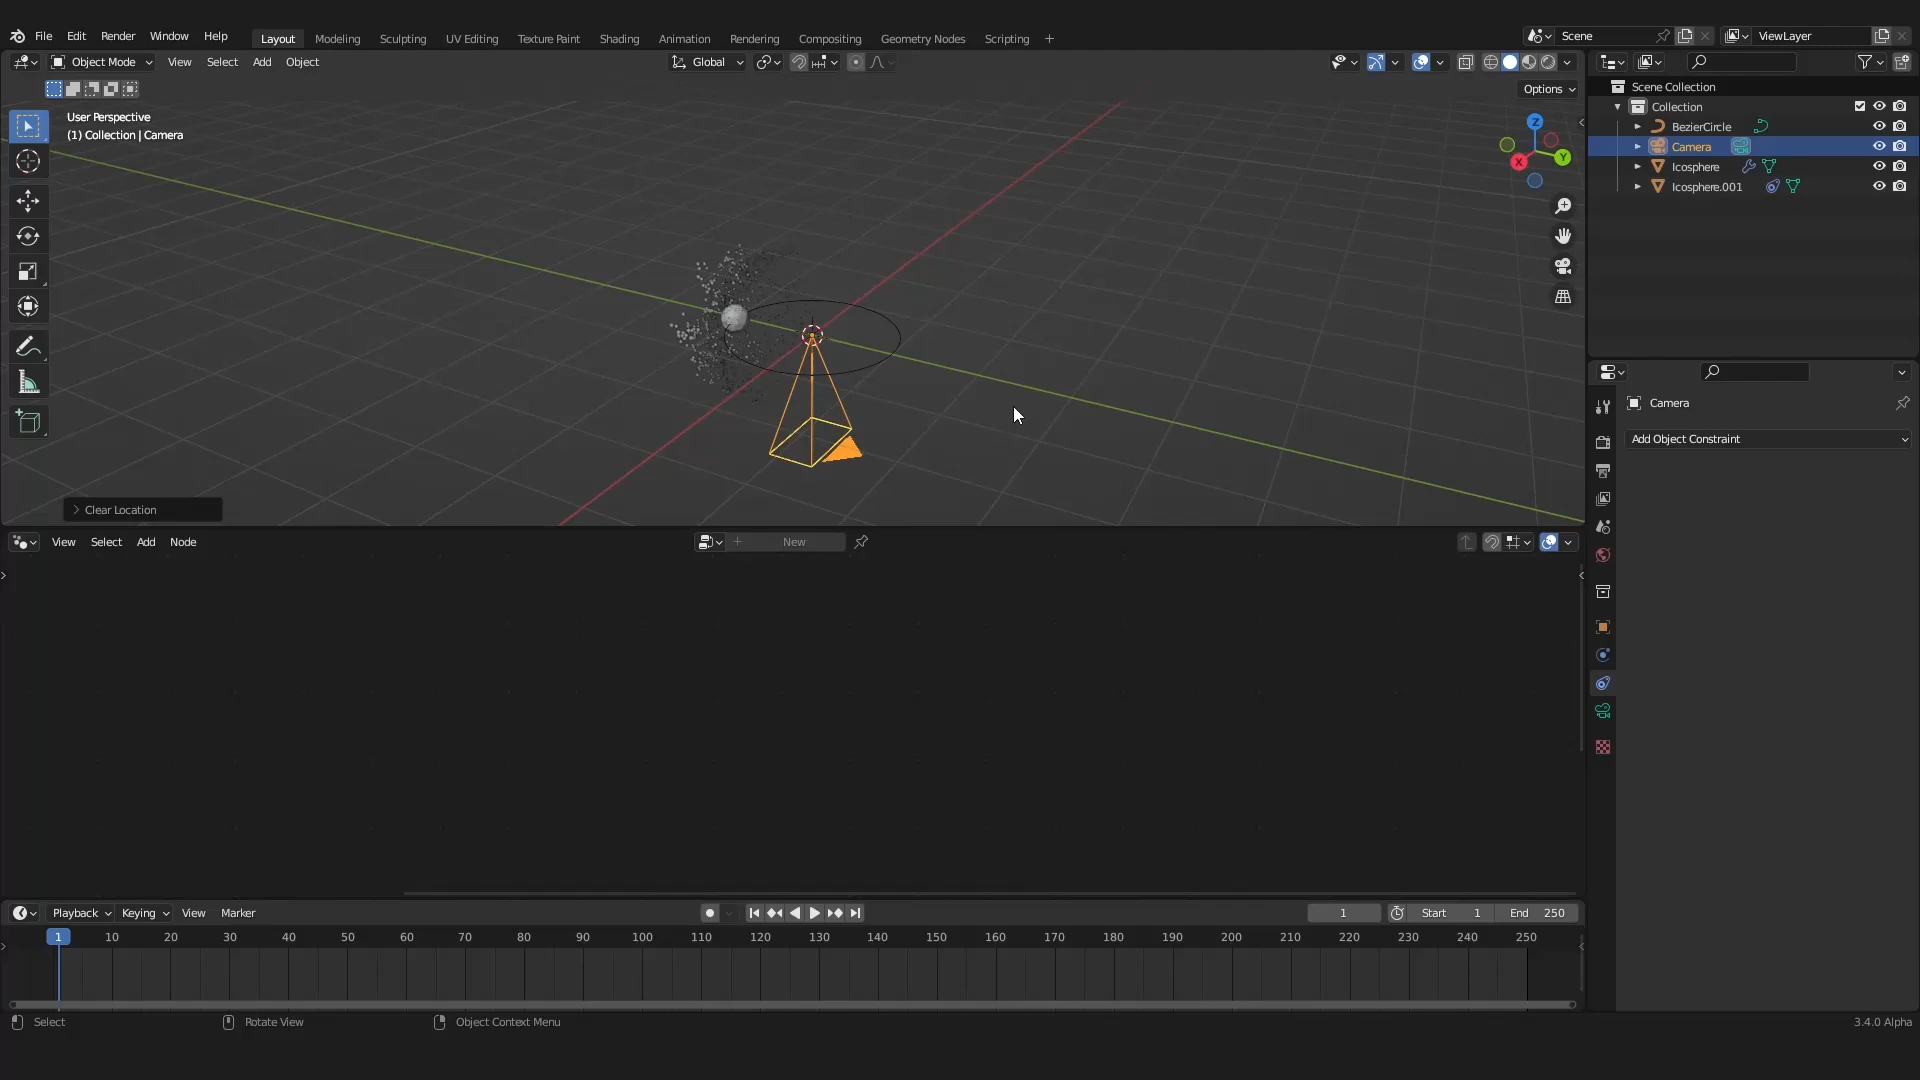 File Edit Render Window Help Layout Modeling Sculpting UV Editing Texture Paint Shading Animation Rendering Compositing Geometry Nodes Scripting Scene ViewLayer
Object Mode View Select Add Object Global
Options
User Perspective
(1) Collection | Camera
Z
Y
X
Clear Location
Scene Collection
Collection
BezierCircle
Camera
Icosphere
Icosphere.001
Camera
Add Object Constraint
View Select Add Node New
Playback Keying View Marker 1 Start 1 End 250
1 10 20 30 40 50 60 70 80 90 100 110 120 130 140 150 160 170 180 190 200 210 220 230 240 250
Select Rotate View Object Context Menu 3.4.0 Alpha